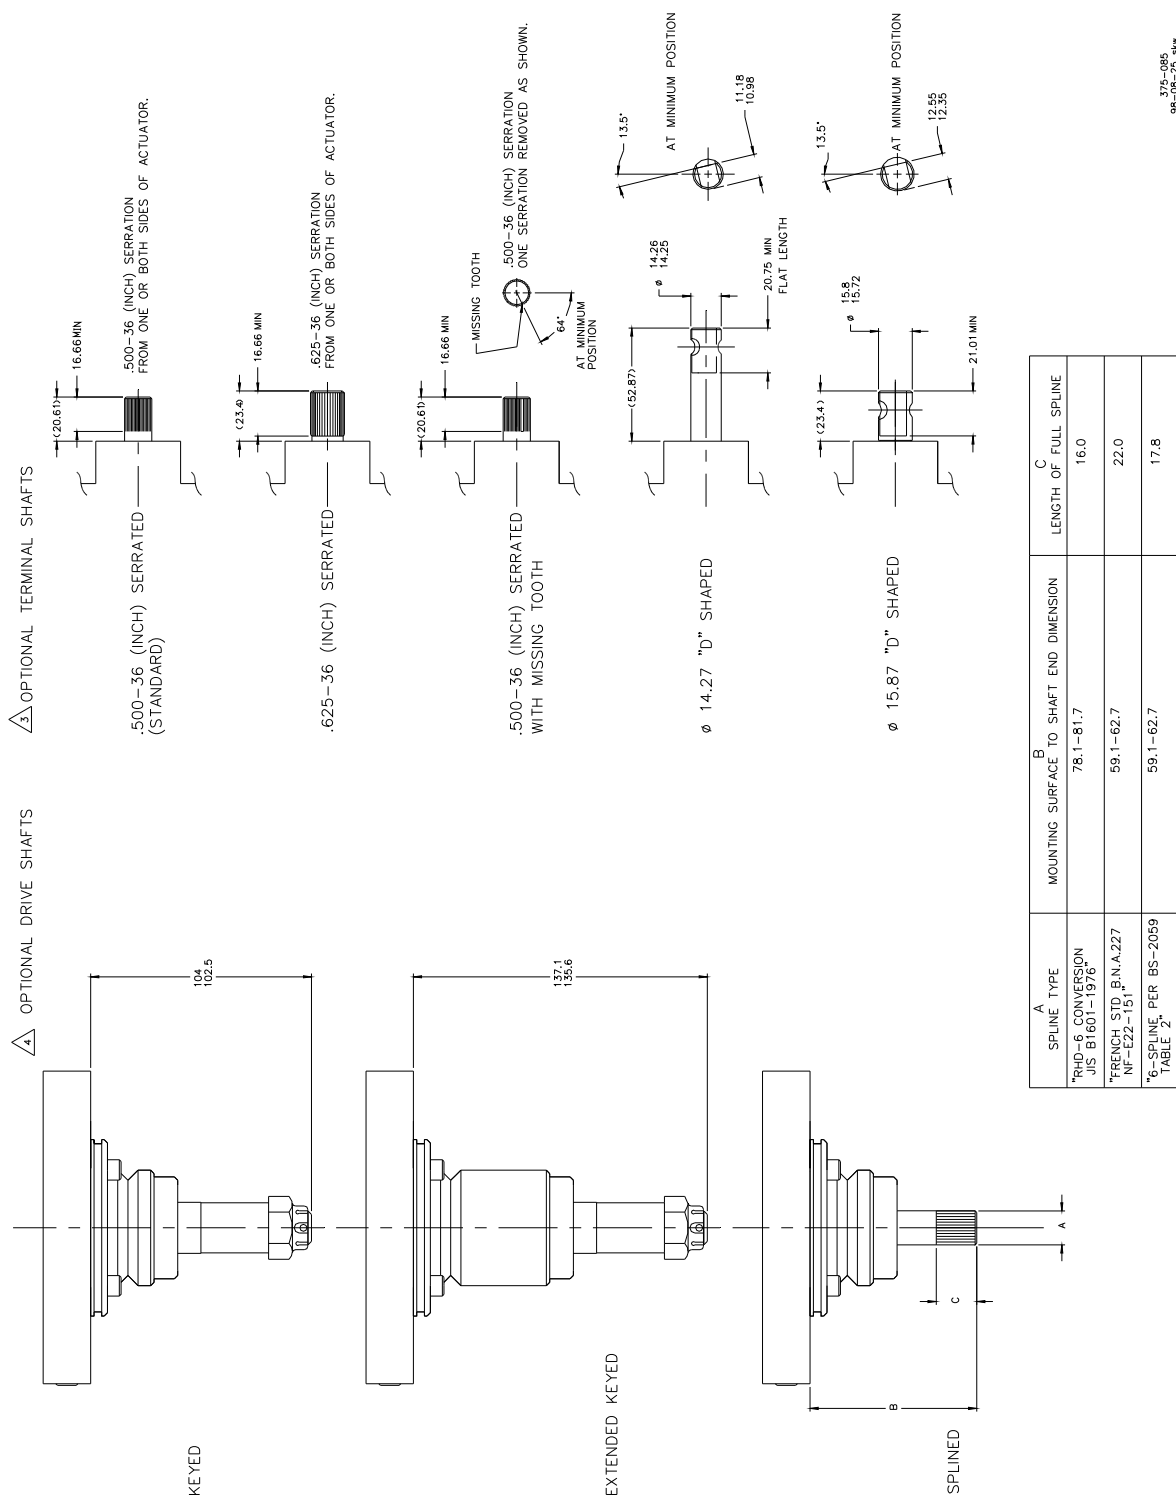 4 OPTIONAL DRIVE SHAFTS
KEYED
104
102.5
EXTENDED KEYED
137.1
135.6
SPLINED
B
C
A
3 OPTIONAL TERMINAL SHAFTS
.500-36 (INCH) SERRATED
(STANDARD)
(20.61)
16.66MIN
.500-36 (INCH) SERRATION
FROM ONE OR BOTH SIDES OF ACTUATOR.
.625-36 (INCH) SERRATED
(23.4)
16.66 MIN
.625-36 (INCH) SERRATION
FROM ONE OR BOTH SIDES OF ACTUATOR.
.500-36 (INCH) SERRATED
WITH MISSING TOOTH
(20.61)
16.66 MIN
MISSING TOOTH
64°
AT MINIMUM
POSITION
.500-36 (INCH) SERRATION
ONE SERRATION REMOVED AS SHOWN.
ø 14.27 "D" SHAPED
(52.87)
ø 14.26
14.25
20.75 MIN
FLAT LENGTH
13.5°
AT MINIMUM POSITION
11.18
10.98
ø 15.87 "D" SHAPED
(23.4)
ø 15.8
15.72
21.01MIN
13.5°
AT MINIMUM POSITION
12.55
12.35
A
SPLINE TYPE
B
MOUNTING SURFACE TO SHAFT END DIMENSION
C
LENGTH OF FULL SPLINE
"RHD-6 CONVERSION
JIS B1601-1976"
78.1-81.7
16.0
"FRENCH STD B.N.A.227
NF-E22-151"
59.1-62.7
22.0
"6-SPLINE PER BS-2059
TABLE 2"
59.1-62.7
17.8
375-085
98-08-25 skw